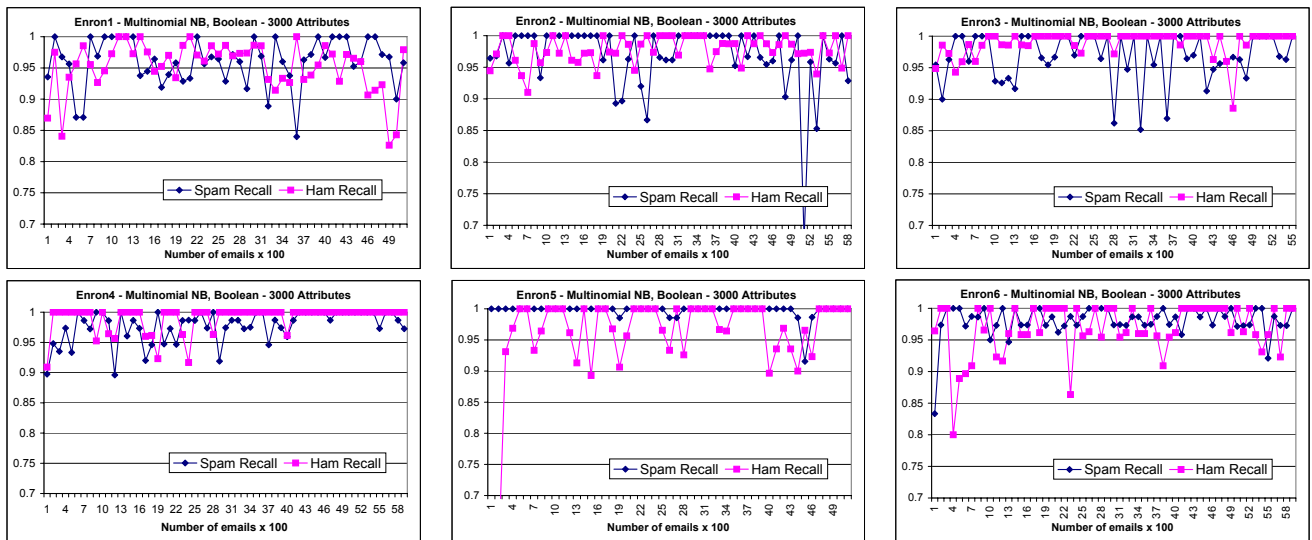 Enron1 - Multinomial NB, Boolean - 3000 Attributes
1
0.95
0.9
0.85
0.8
0.75
0.7
Spam Recall Ham Recall
1 4 7 10 13 16 19 22 25 28 31 34 37 40 43 46 49
Number of emails x 100
Enron2 - Multinomial NB, Boolean - 3000 Attributes
1
0.95
0.9
0.85
0.8
0.75
0.7
Spam Recall Ham Recall
1 4 7 10 13 16 19 22 25 28 31 34 37 40 43 46 49 52 55 58
Number of emails x 100
Enron3 - Multinomial NB, Boolean - 3000 Attributes
1
0.95
0.9
0.85
0.8
0.75
0.7
Spam Recall Ham Recall
1 4 7 10 13 16 19 22 25 28 31 34 37 40 43 46 49 52 55
Number of emails x 100
Enron4 - Multinomial NB, Boolean - 3000 Attributes
1
0.95
0.9
0.85
0.8
0.75
0.7
Spam Recall Ham Recall
1 4 7 10 13 16 19 22 25 28 31 34 37 40 43 46 49 52 55 58
Number of emails x 100
Enron5 - Multinomial NB, Boolean - 3000 Attributes
1
0.95
0.9
0.85
0.8
0.75
0.7
Spam Recall Ham Recall
1 4 7 10 13 16 19 22 25 28 31 34 37 40 43 46 49
Number of emails x 100
Enron6 - Multinomial NB, Boolean - 3000 Attributes
1
0.95
0.9
0.85
0.8
0.75
0.7
Spam Recall Ham Recall
1 4 7 10 13 16 19 22 25 28 31 34 37 40 43 46 49 52 55 58
Number of emails x 100